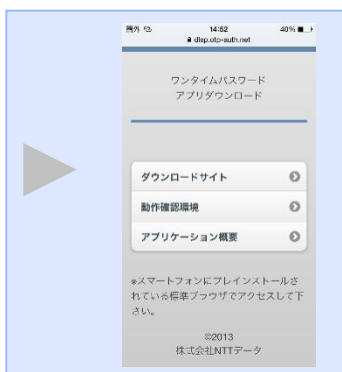 圏外
14:52
40%
dlsp.otp-auth.net
ワンタイムパスワード
アプリダウンロード
ダウンロードサイト
動作確認環境
アプリケーション概要
※スマートフォンにプレインストールさ
れている標準ブラウザでアクセスして下
さい。
©2013
株式会社NTTデータ